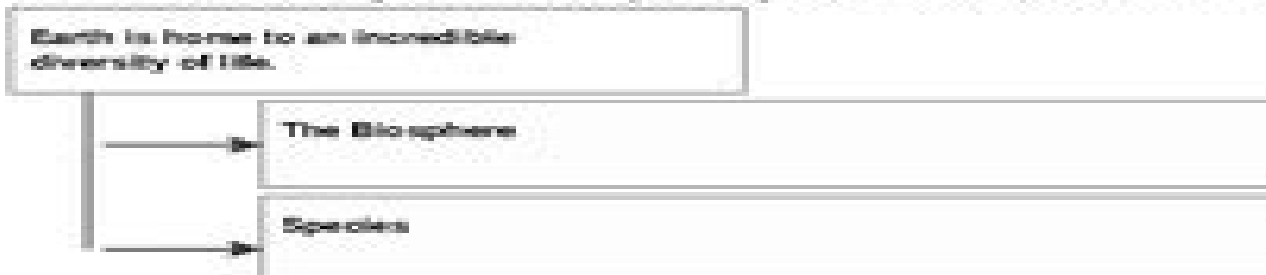 Earth is home to an incredible
diversity of life.
The Biosphere
Species